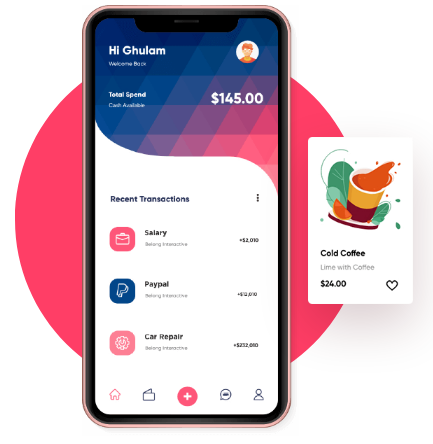 Hi Ghulam
Welcome Back
Total Spend
Cash Available
$145.00
Recent Transactions
Salary
Belong Interactive
+$2,010
Paypal
Belong Interactive
+$12,010
Car Repair
Belong Interactive
+$232,010
Cold Coffee
Lime with Coffee
$24.00